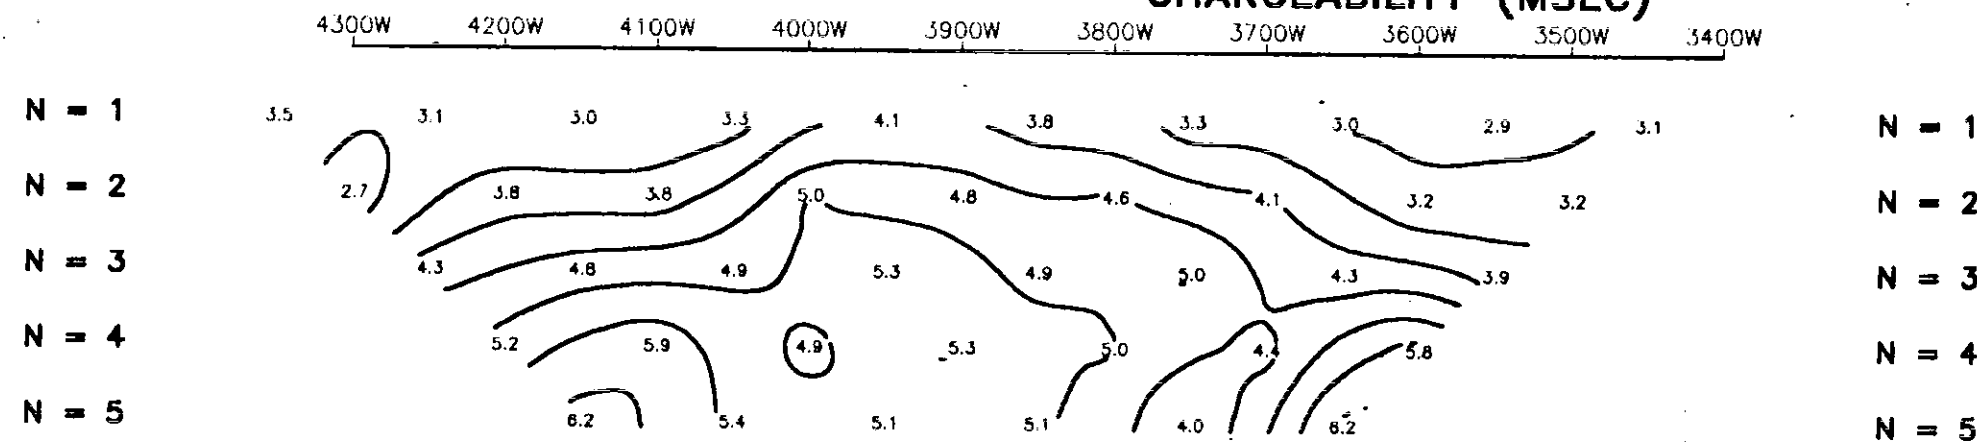 CHARGEABILITY (MSEC)
4300W 4200W 4100W 4000W 3900W 3800W 3700W 3600W 3500W 3400W
N = 1 3.5 3.1 3.0 3.3 4.1 3.8 3.3 3.0 2.9 3.1 N = 1
N = 2 2.7 3.8 3.8 5.0 4.8 4.6 4.1 3.2 3.2 N = 2
N = 3 4.3 4.8 4.9 5.3 4.9 5.0 4.3 3.9 N = 3
N = 4 5.2 5.9 4.9 5.3 5.0 4.4 5.8 N = 4
N = 5 6.2 5.4 5.1 5.1 4.0 6.2 N = 5